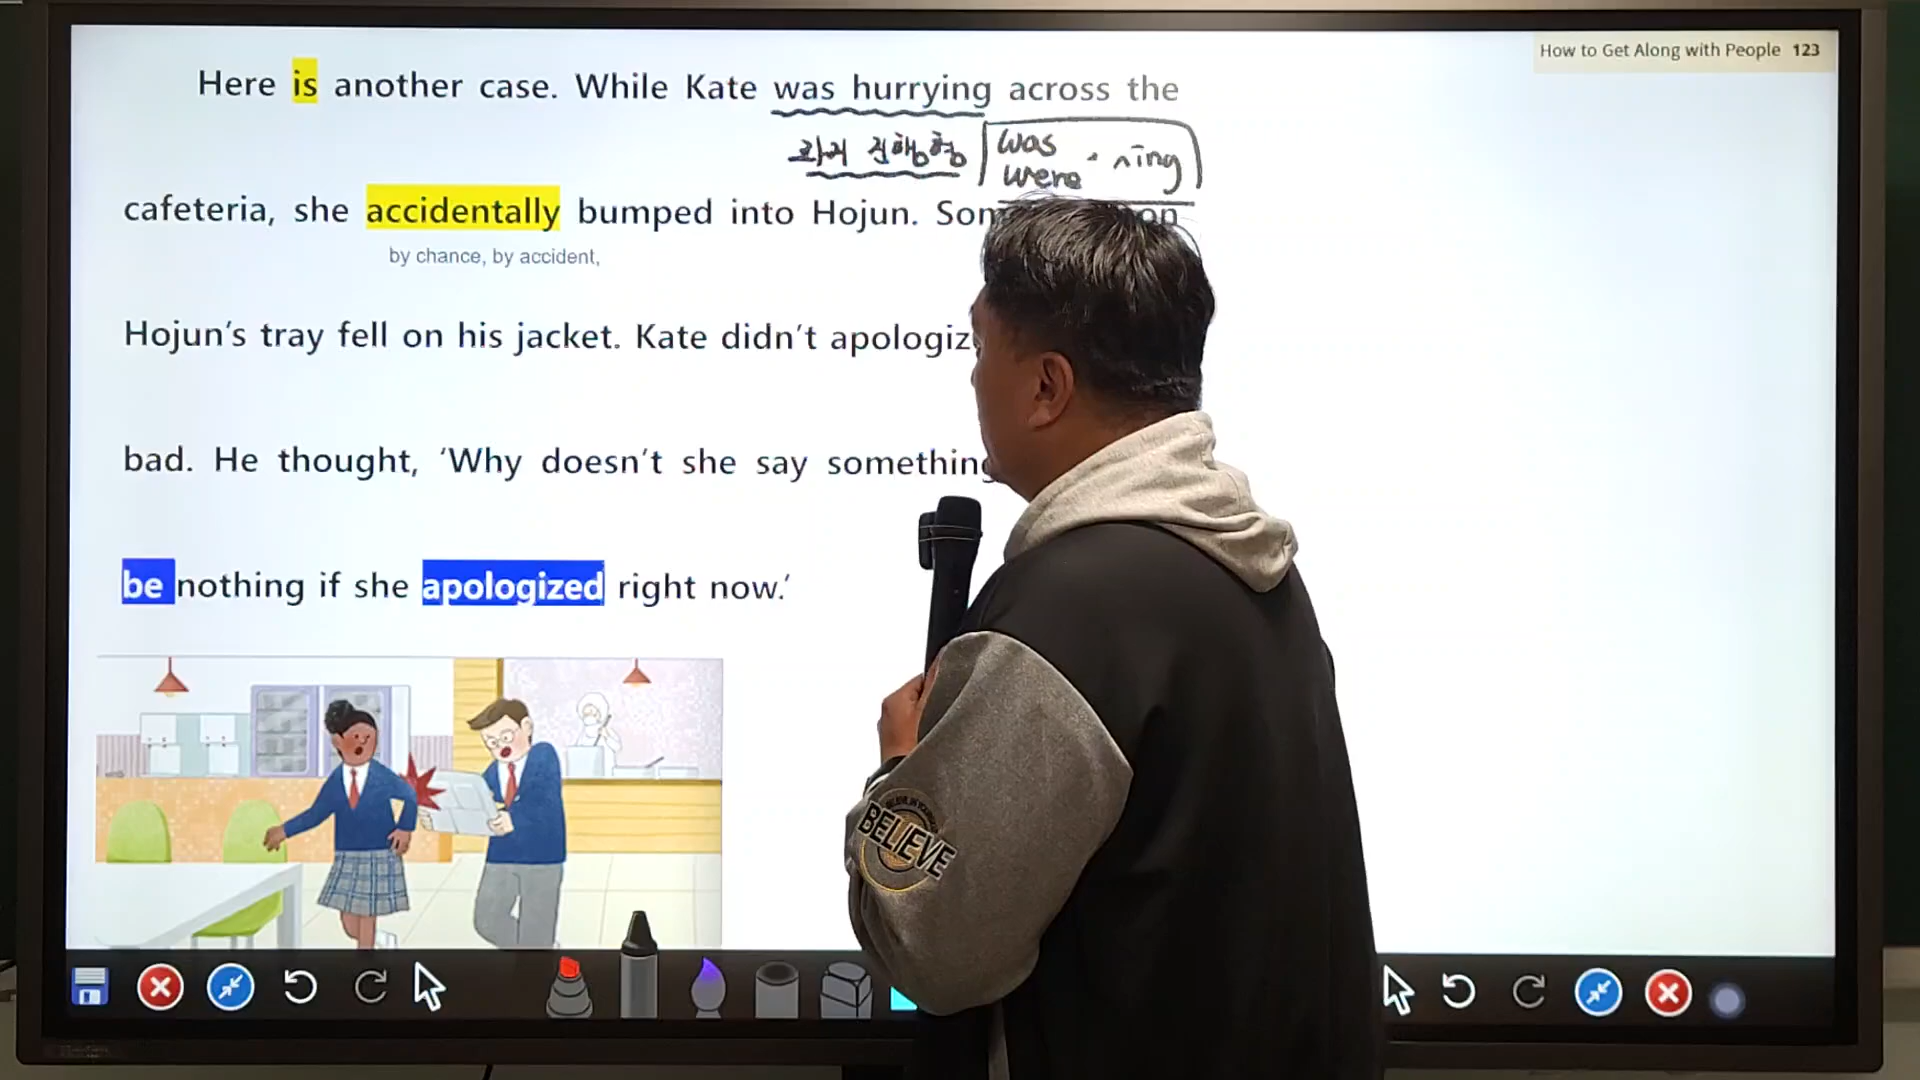 How to Get Along with People 123
Here is another case. While Kate was hurrying across the
과거 진행형 was were ~ing
cafeteria, she accidentally bumped into Hojun.
by chance, by accident,
Hojun's tray fell on his jacket. Kate didn't
bad. He thought, 'Why doesn't she say something
be nothing if she apologized right now.'
BELIEVE